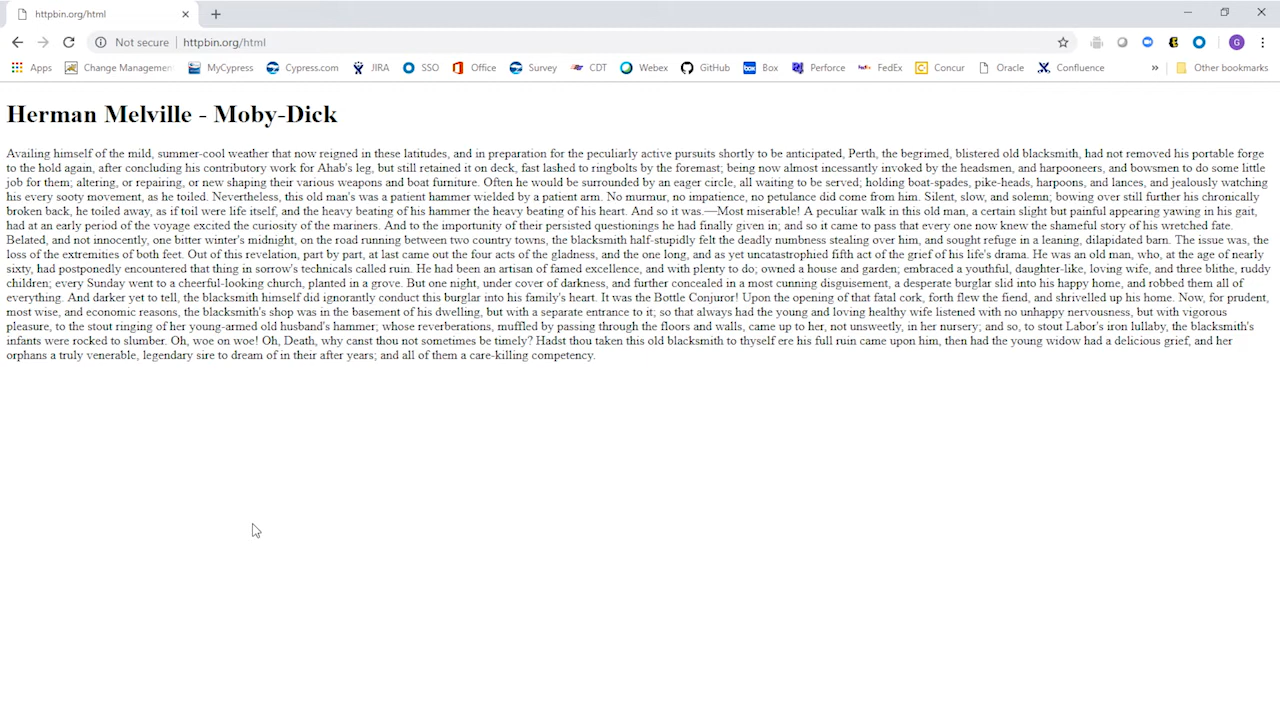 httpbin.org/html
Not secure
httpbin.org/html
G
Apps
Change Managemen
MyCypress
Cypress.com
JIRA
SSO
Office
Survey
CDT
Webex
GitHub
Box
Perforce
FedEx
Concur
Oracle
Confluence
»
Other bookmarks
Herman Melville - Moby-Dick
Availing himself of the mild, summer-cool weather that now reigned in these latitudes, and in preparation for the peculiarly active pursuits shortly to be anticipated, Perth, the begrimed, blistered old blacksmith, had not removed his portable forge
to the hold again, after concluding his contributory work for Ahab's leg, but still retained it on deck, fast lashed to ringbolts by the foremast; being now almost incessantly invoked by the headsmen, and harpooneers, and bowsmen to do some little
job for them; altering, or repairing, or new shaping their various weapons and boat furniture. Often he would be surrounded by an eager circle, all waiting to be served; holding boat-spades, pike-heads, harpoons, and lances, and jealously watching
his every sooty movement, as he toiled. Nevertheless, this old man's was a patient hammer wielded by a patient arm. No murmur, no impatience, no petulance did come from him. Silent, slow, and solemn; bowing over still further his chronically
broken back, he toiled away, as if toil were life itself, and the heavy beating of his hammer the heavy beating of his heart. And so it was.—Most miserable! A peculiar walk in this old man, a certain slight but painful appearing yawing in his gait,
had at an early period of the voyage excited the curiosity of the mariners. And to the importunity of their persisted questionings he had finally given in; and so it came to pass that every one now knew the shameful story of his wretched fate.
Belated, and not innocently, one bitter winter's midnight, on the road running between two country towns, the blacksmith half-stupidly felt the deadly numbness stealing over him, and sought refuge in a leaning, dilapidated barn. The issue was, the
loss of the extremities of both feet. Out of this revelation, part by part, at last came out the four acts of the gladness, and the one long, and as yet uncatastrophied fifth act of the grief of his life's drama. He was an old man, who, at the age of nearly
sixty, had postponedly encountered that thing in sorrow's technicals called ruin. He had been an artisan of famed excellence, and with plenty to do; owned a house and garden; embraced a youthful, daughter-like, loving wife, and three blithe, ruddy
children; every Sunday went to a cheerful-looking church, planted in a grove. But one night, under cover of darkness, and further concealed in a most cunning disguisement, a desperate burglar slid into his happy home, and robbed them all of
everything. And darker yet to tell, the blacksmith himself did ignorantly conduct this burglar into his family's heart. It was the Bottle Conjuror! Upon the opening of that fatal cork, forth flew the fiend, and shrivelled up his home. Now, for prudent,
most wise, and economic reasons, the blacksmith's shop was in the basement of his dwelling, but with a separate entrance to it; so that always had the young and loving healthy wife listened with no unhappy nervousness, but with vigorous
pleasure, to the stout ringing of her young-armed old husband's hammer; whose reverberations, muffled by passing through the floors and walls, came up to her, not unsweetly, in her nursery; and so, to stout Labor's iron lullaby, the blacksmith's
infants were rocked to slumber. Oh, woe on woe! Oh, Death, why canst thou not sometimes be timely? Hadst thou taken this old blacksmith to thyself ere his full ruin came upon him, then had the young widow had a delicious grief, and her
orphans a truly venerable, legendary sire to dream of in their after years; and all of them a care-killing competency.